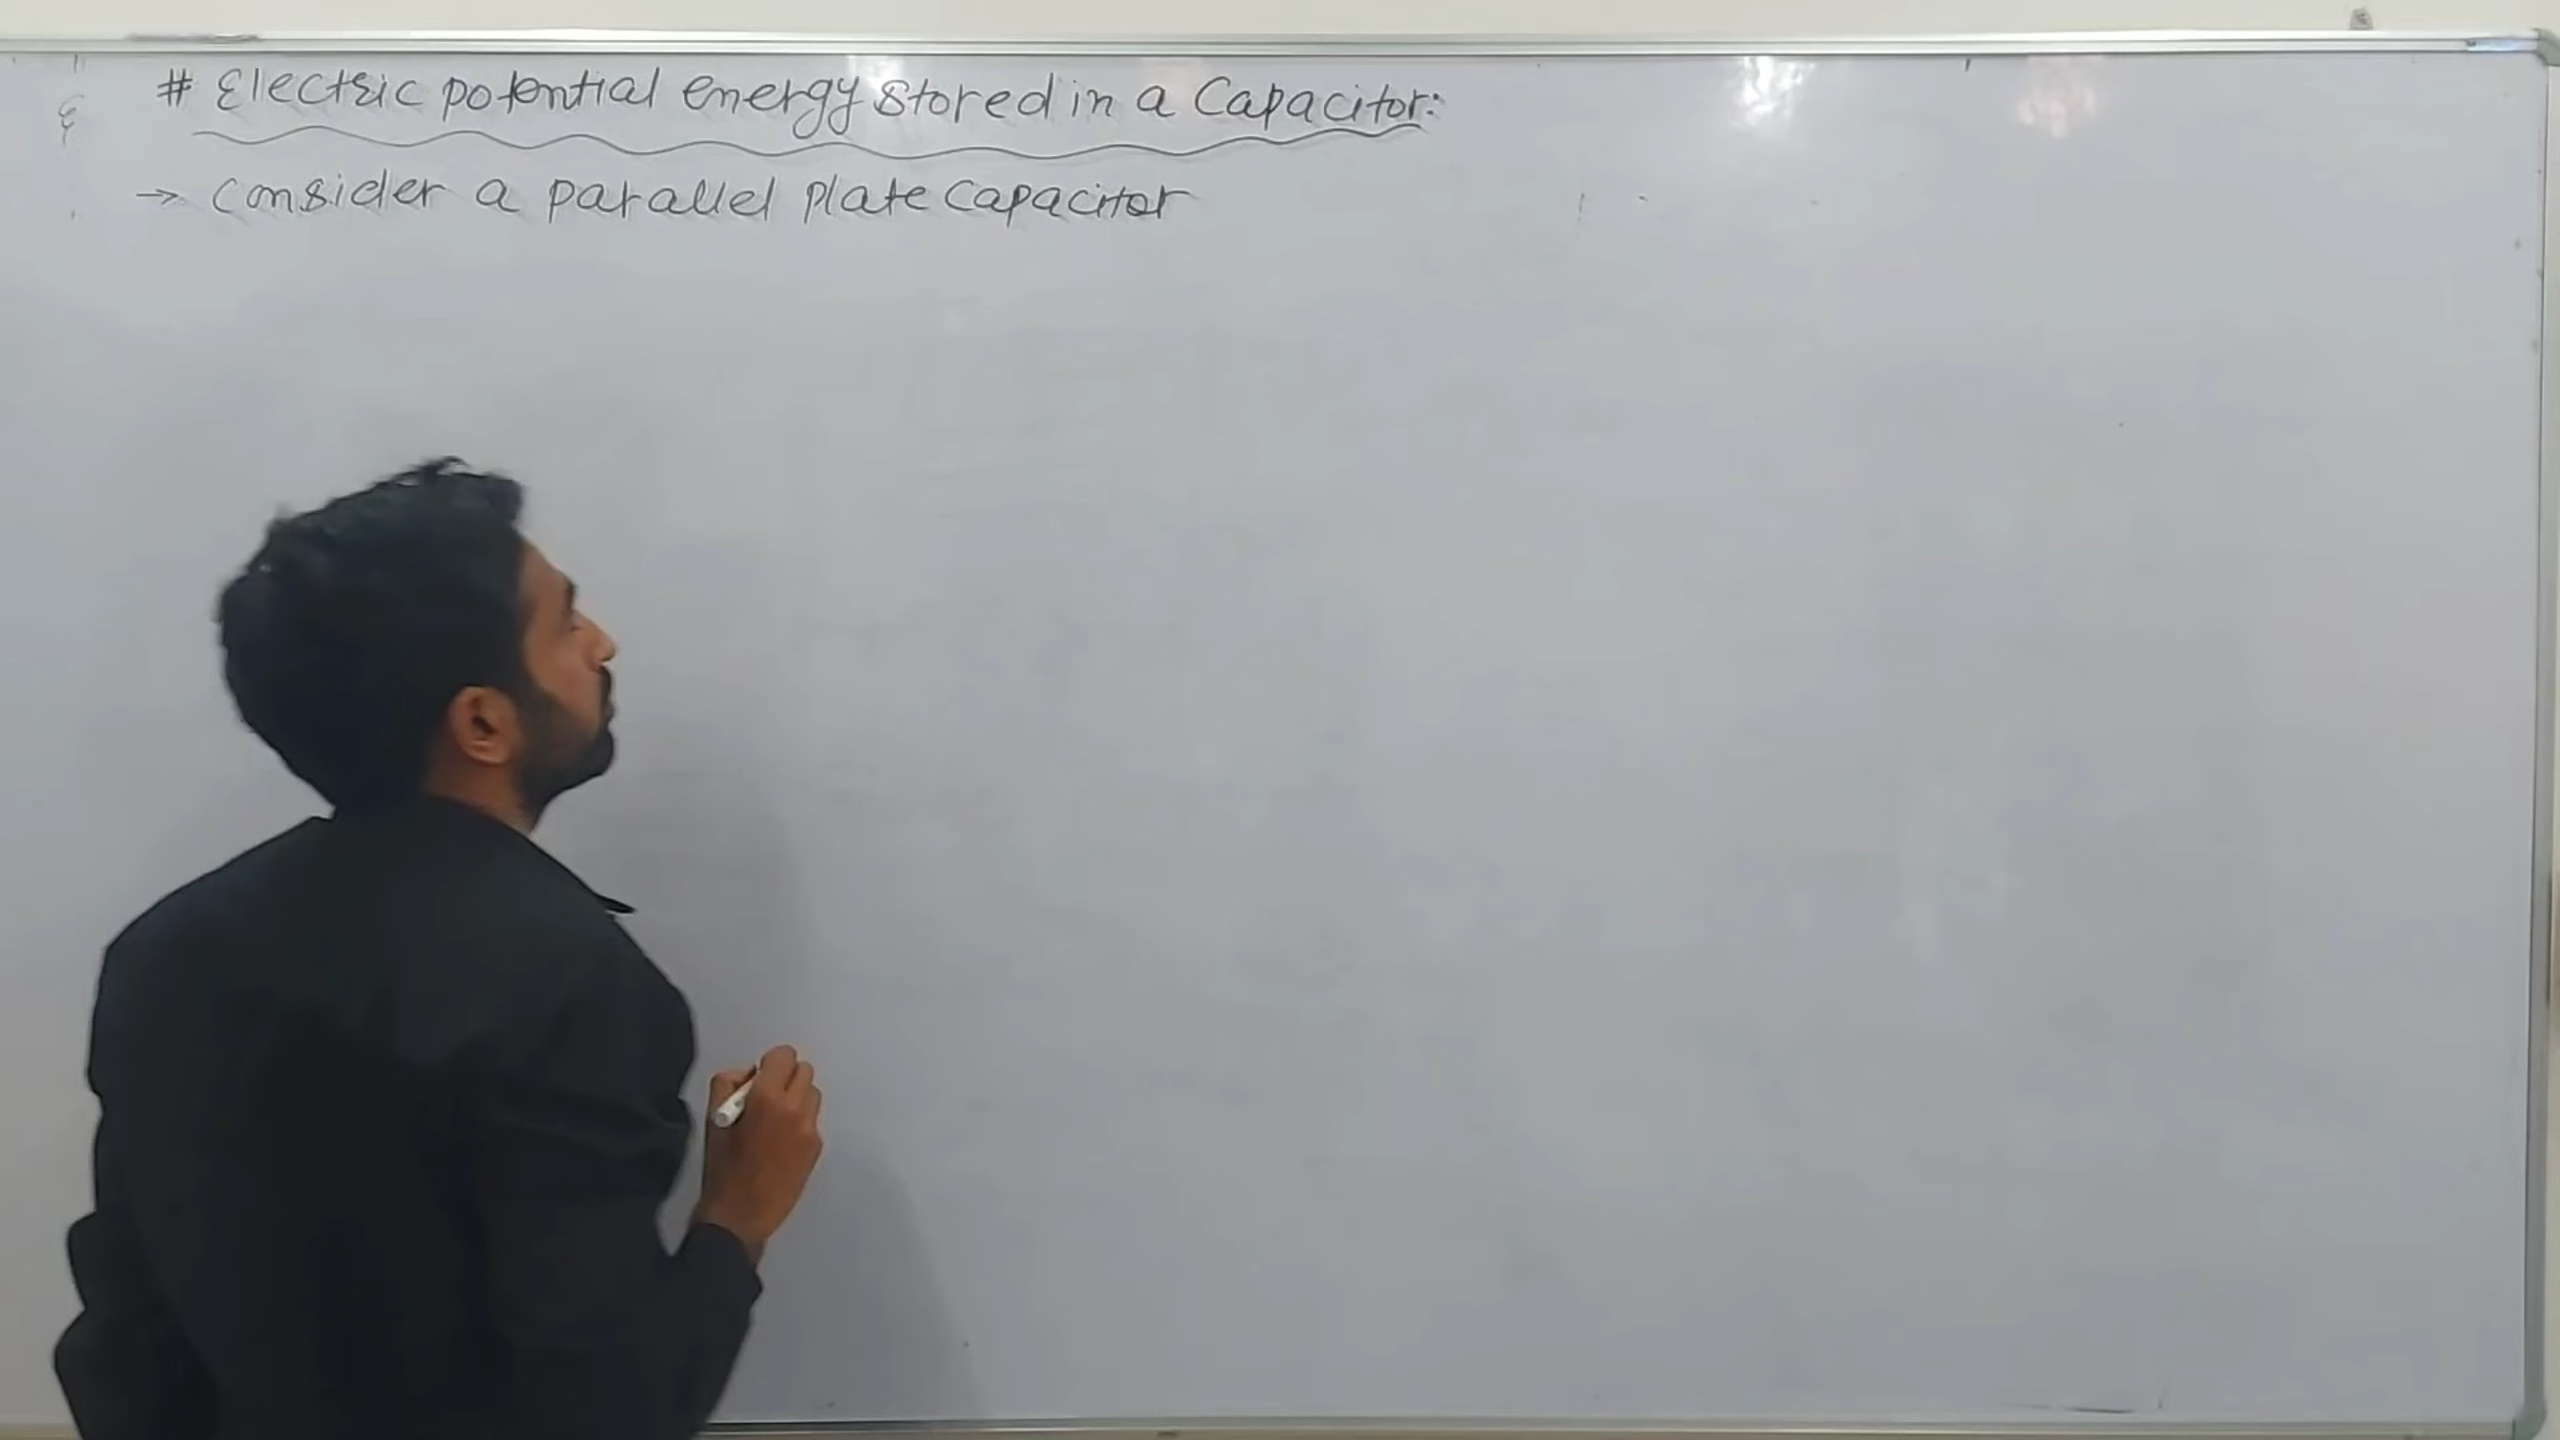 # Electric potential energy stored in a Capacitor:
→ Consider a parallel plate capacitor